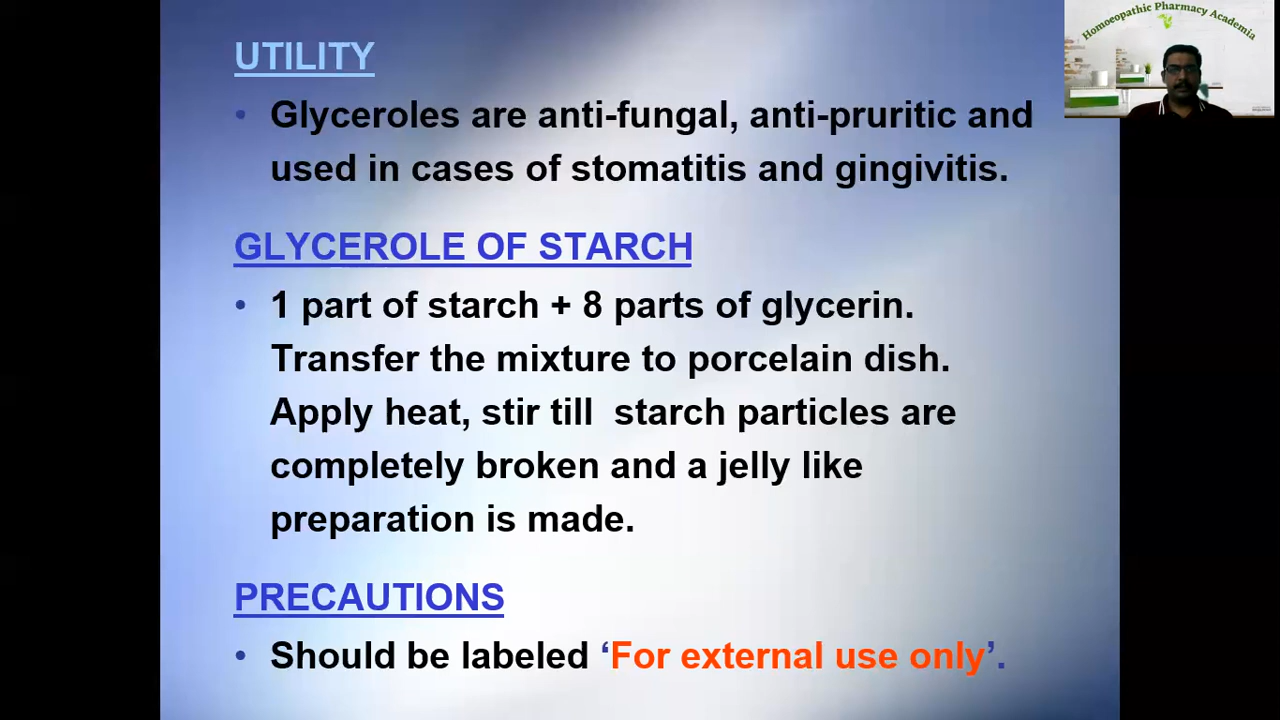 Homoeopathic Pharmacy Academia
UTILITY
• Glyceroles are anti-fungal, anti-pruritic and
used in cases of stomatitis and gingivitis.
GLYCEROLE OF STARCH
• 1 part of starch + 8 parts of glycerin.
Transfer the mixture to porcelain dish.
Apply heat, stir till  starch particles are
completely broken and a jelly like
preparation is made.
PRECAUTIONS
• Should be labeled ‘For external use only’.